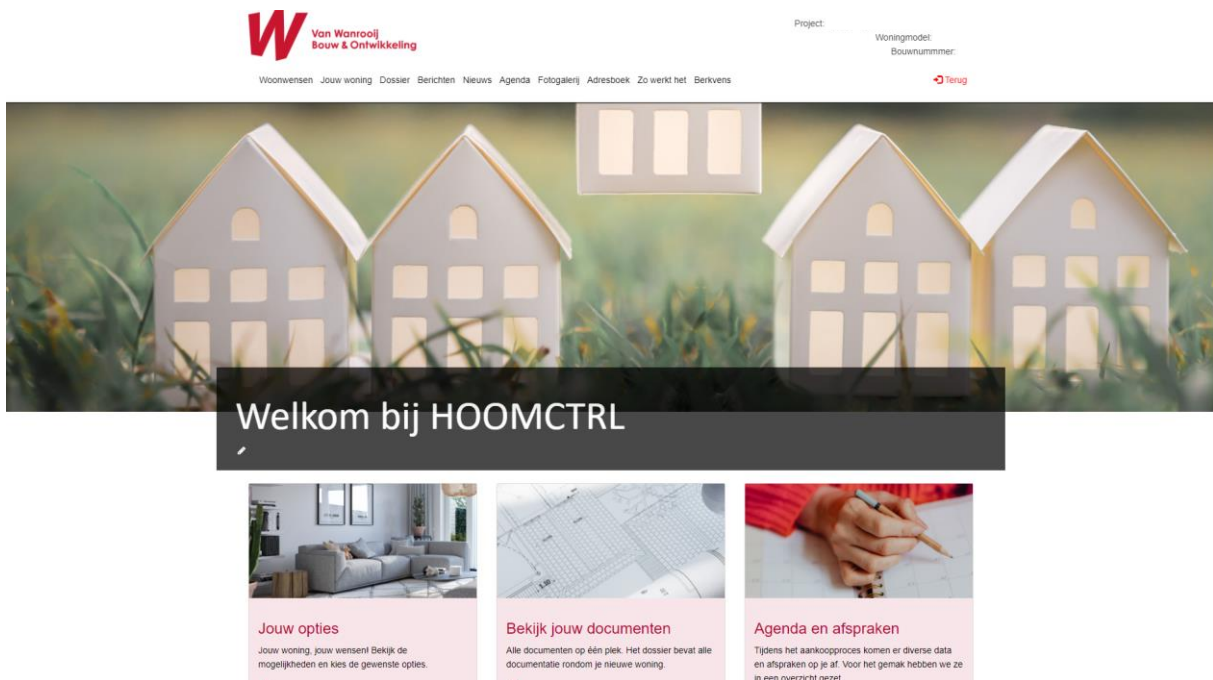 Van Wanrooij
Bouw & Ontwikkeling
Project:
Woningmodel:
Bouwnummmer:
Woonwensen Jouw woning Dossier Berichten Nieuws Agenda Fotogalerij Adresboek Zo werkt het Berkvens
Terug
Welkom bij HOOMCTRL
Jouw opties
Jouw woning, jouw wensen! Bekijk de
mogelijkheden en kies de gewenste opties.
Bekijk jouw documenten
Alle documenten op één plek. Het dossier bevat alle
documentatie rondom je nieuwe woning.
Agenda en afspraken
Tijdens het aankoopproces komen er diverse data
en afspraken op je af. Voor het gemak hebben we ze
in een overzicht gezet.